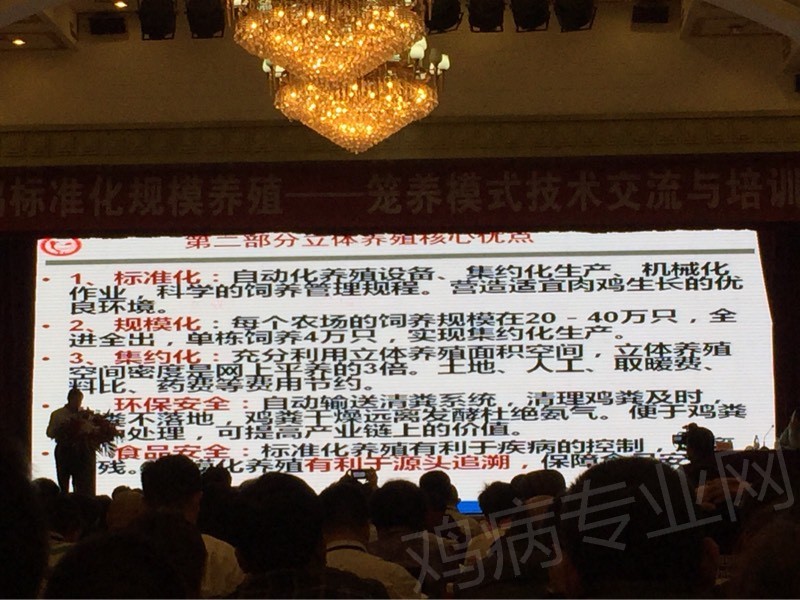 标准化规模养殖——笼养模式技术交流与培训
第二部分立体养殖核心优点
• 1、标准化：自动化养殖设备、集约化生产、机械化
作业、科学的饲养管理规程。营造适宜肉鸡生长的优
良环境。
• 2、规模化：每个农场的饲养规模在20－40万只，全
进全出，单栋饲养4万只，实现集约化生产。
• 3、集约化：充分利用立体养殖面积空间，立体养殖
空间密度是网上平养的3倍。土地、人工、取暖费、
料比、药费等费用节约。
环保安全：自动输送清粪系统，清理鸡粪及时，
粪不落地，鸡粪干燥远离发酵杜绝氨气。便于鸡粪
处理，可提高产业链上的价值。
食品安全：标准化养殖有利于疾病的控制，
残。 模化养殖有利于源头追溯，保障
鸡病专业网